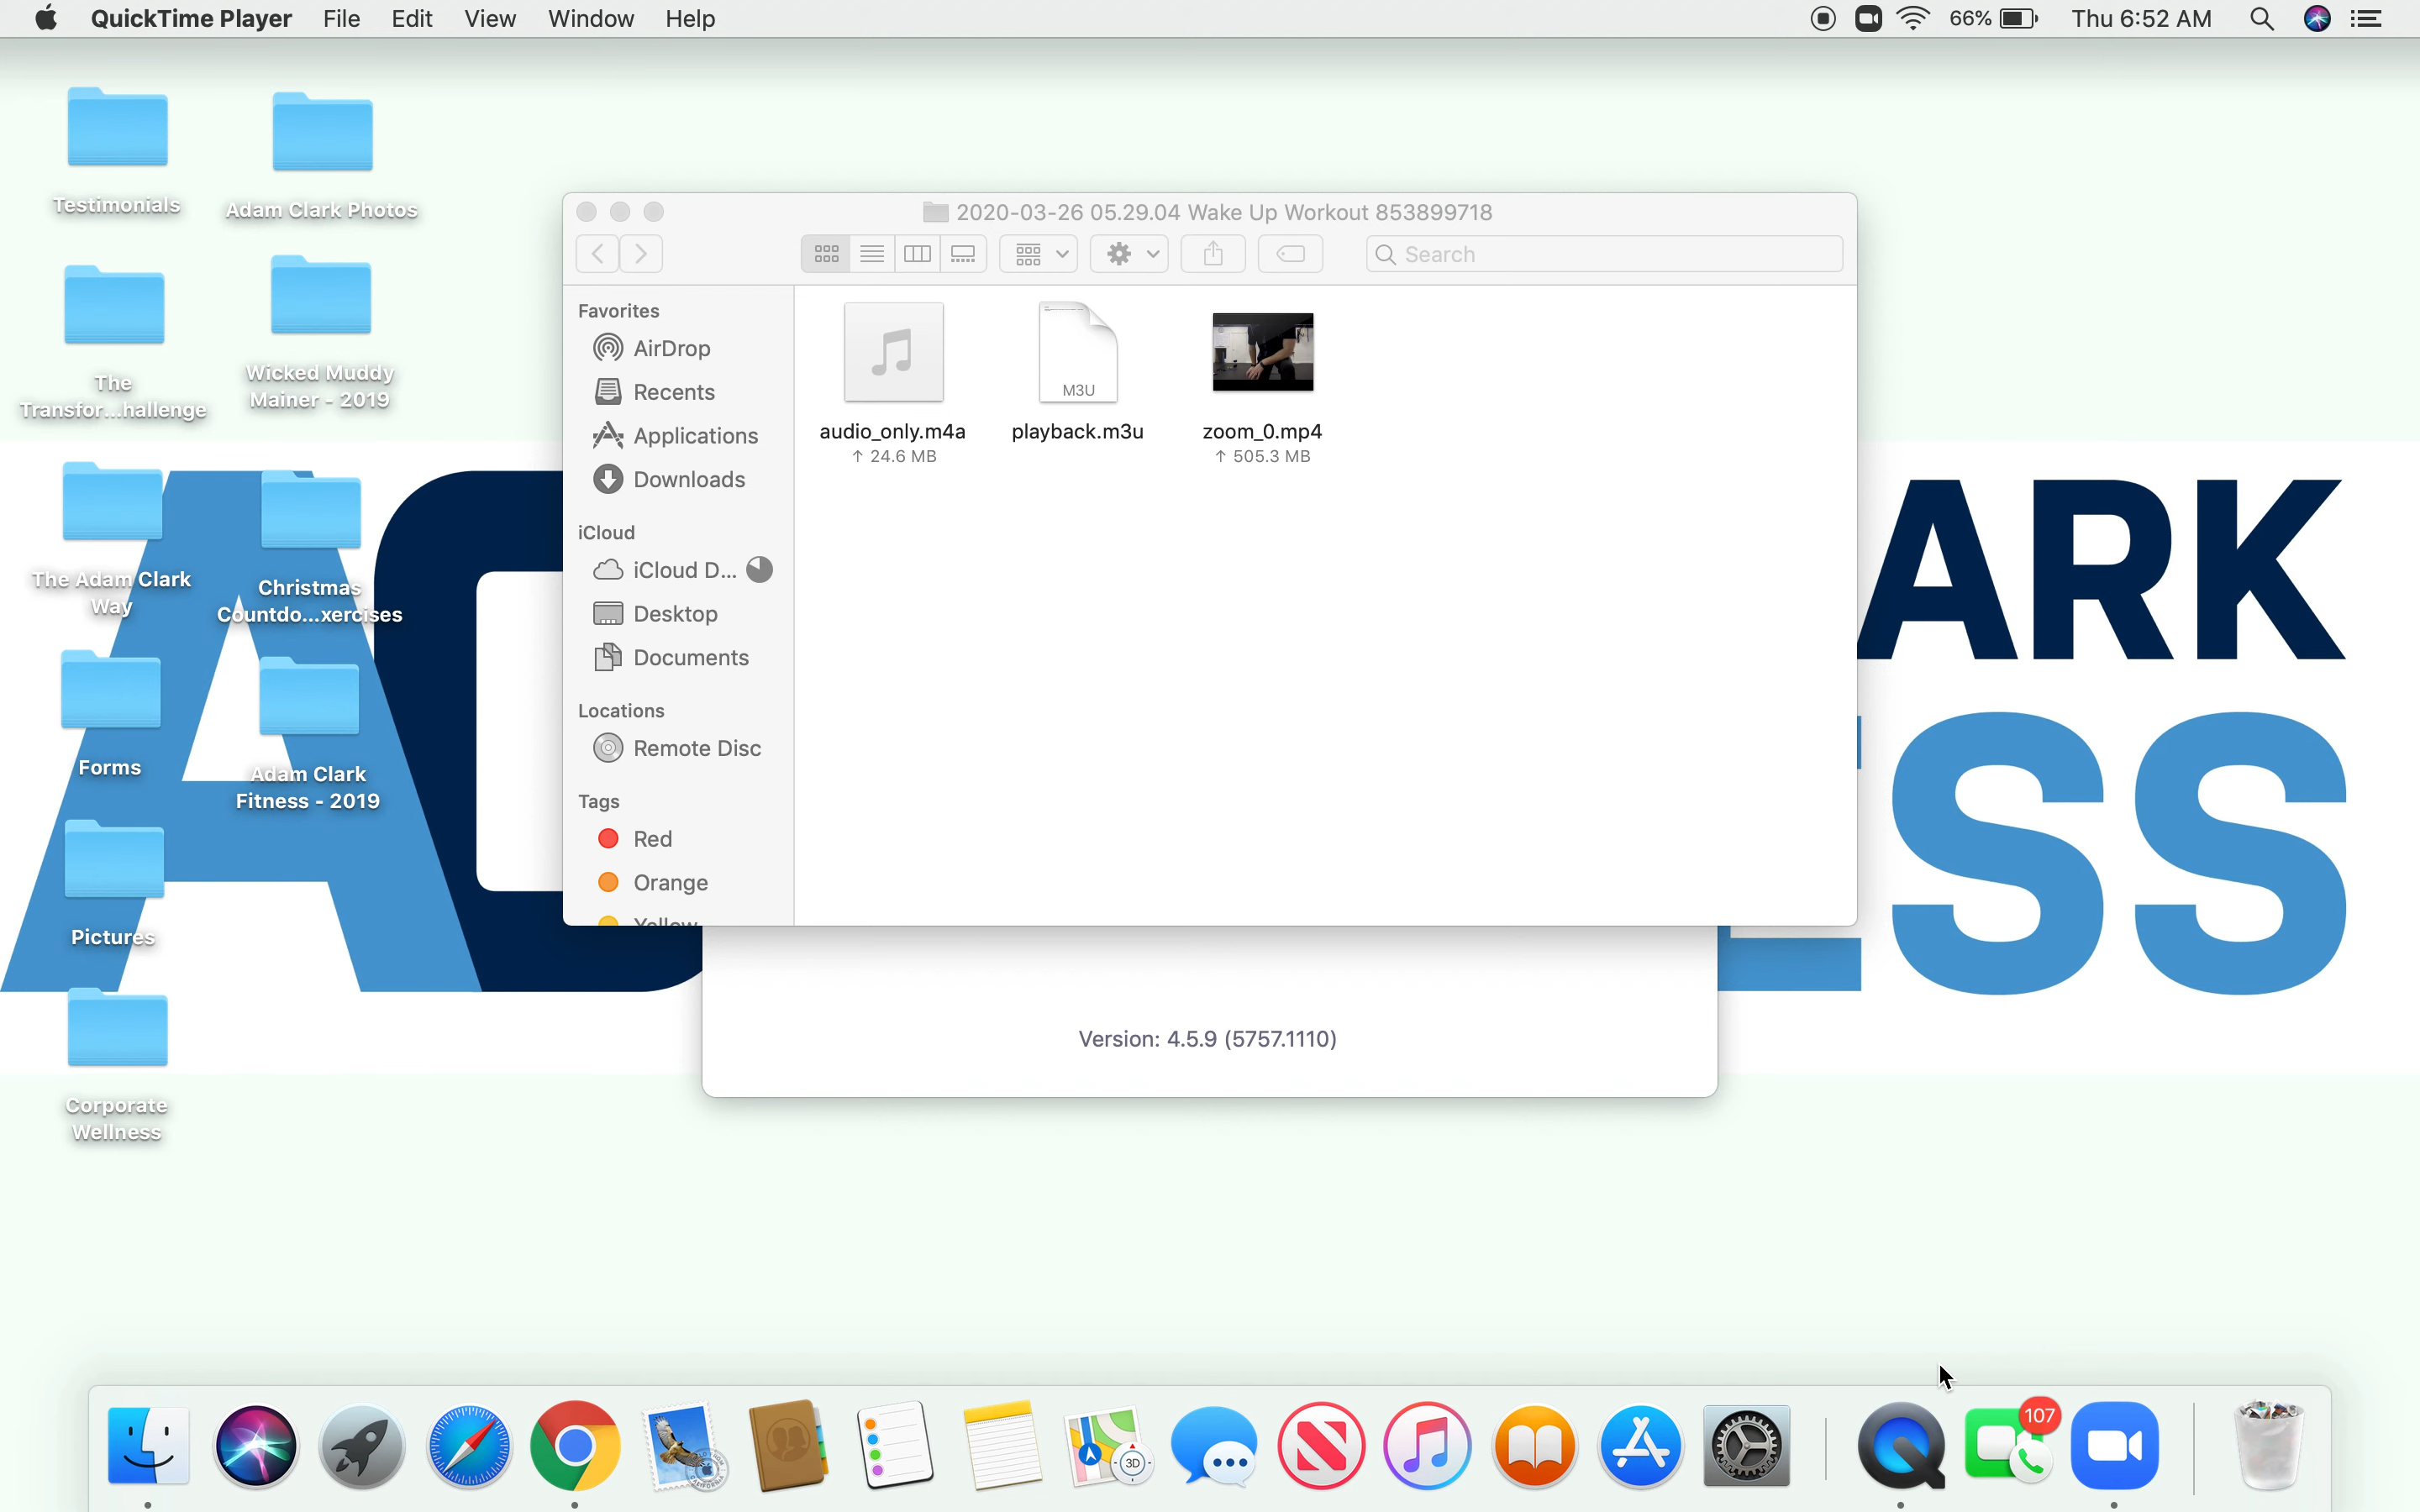 QuickTime Player File Edit View Window Help 66% Thu 6:52 AM
Testimonials
Adam Clark Photos
The
Transfor...hallenge
Wicked Muddy
Mainer - 2019
The Adam Clark
Way
Christmas
Countdo...xercises
Forms
Adam Clark
Fitness - 2019
Pictures
Corporate
Wellness
2020-03-26 05.29.04 Wake Up Workout 853899718
Search
Favorites
AirDrop
Recents
Applications
Downloads
iCloud
iCloud D...
Desktop
Documents
Locations
Remote Disc
Tags
Red
Orange
Yellow
M3U
audio_only.m4a
↑ 24.6 MB
playback.m3u
zoom_0.mp4
↑ 505.3 MB
ARK
ESS
Version: 4.5.9 (5757.1110)
3D
107